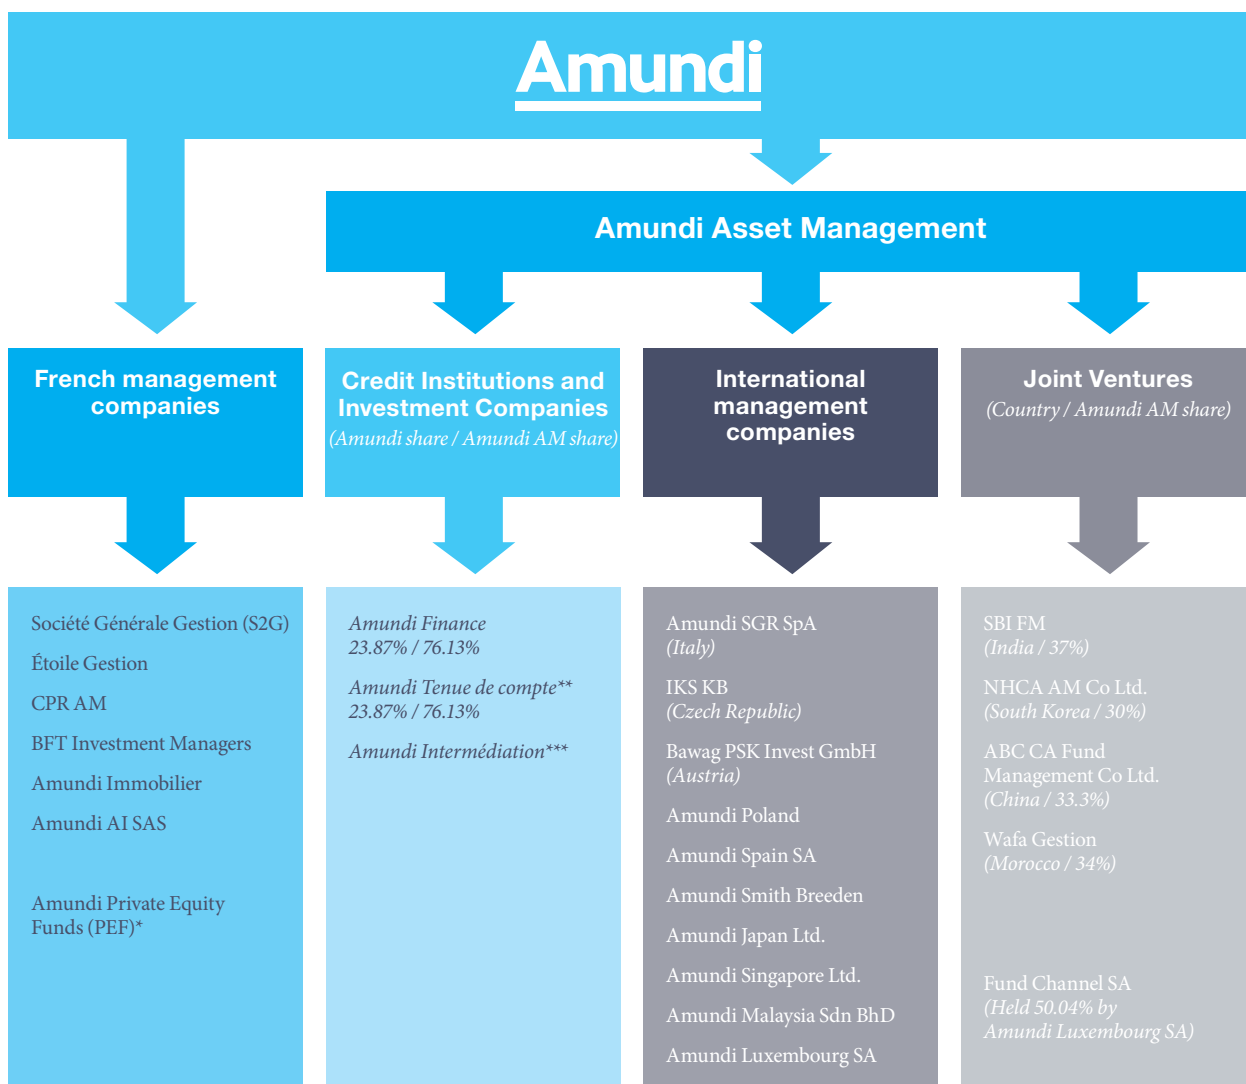 Amundi
Amundi Asset Management
French management
companies
Credit Institutions and
Investment Companies
(Amundi share / Amundi AM share)
International
management
companies
Joint Ventures
(Country / Amundi AM share)
Société Générale Gestion (S2G)
Étoile Gestion
CPR AM
BFT Investment Managers
Amundi Immobilier
Amundi AI SAS
Amundi Private Equity
Funds (PEF)*
Amundi Finance
23.87% / 76.13%
Amundi Tenue de compte**
23.87% / 76.13%
Amundi Intermédiation***
Amundi SGR SpA
(Italy)
IKS KB
(Czech Republic)
Bawag PSK Invest GmbH
(Austria)
Amundi Poland
Amundi Spain SA
Amundi Smith Breeden
Amundi Japan Ltd.
Amundi Singapore Ltd.
Amundi Malaysia Sdn BhD
Amundi Luxembourg SA
SBI FM
(India / 37%)
NHCA AM Co Ltd.
(South Korea / 30%)
ABC CA Fund
Management Co Ltd.
(China / 33.3%)
Wafa Gestion
(Morocco / 34%)
Fund Channel SA
(Held 50.04% by
Amundi Luxembourg SA)